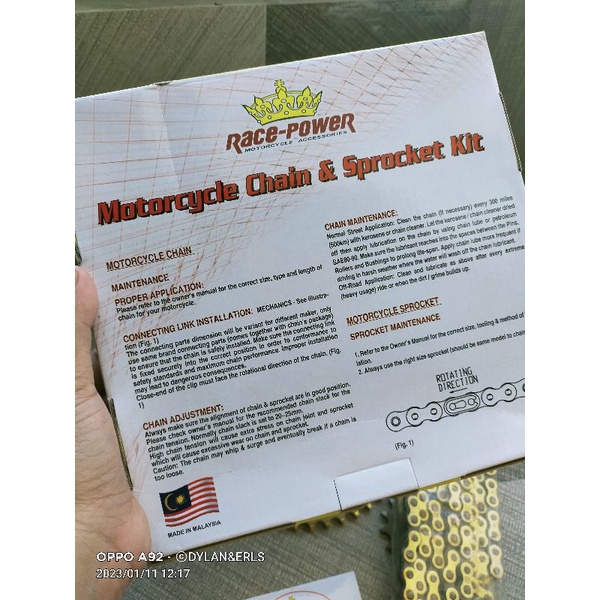 Race-Power
MOTORCYCLE ACCESSORIES
Motorcycle Chain & Sprocket Kit
MOTORCYCLE CHAIN
MAINTENANCE
PROPER APPLICATION:
Please refer to the owner's manual for the correct size, type and length of
chain for your motorcycle.
CONNECTING LINK INSTALLATION: MECHANICS - See illustra-
tion (Fig. 1)
The connecting parts dimension will be variant for different maker, only
use same brand connecting parts (comes together with chain's package)
to ensure that the chain is safely installed. Make sure the connecting link
is fixed securely into the correct position in order to conformance to
safety standards and maximum chain performance. Improper installation
may lead to dangerous consequences.
Close-end of the clip must face the rotational direction of the chain. (Fig.
1)
CHAIN ADJUSTMENT:
Always make sure the alignment of chain & sprocket are in good position.
Please check owner's manual for the recommended chain slack for the
chain tension. Normally chain slack is set to 20~25mm.
High chain tension will cause extra stress on chain joint and sprocket
which will cause excessive wear on chain and sprocket.
Caution: The chain may whip & surge and eventually break if a chain is
too loose.
MADE IN MALAYSIA
CHAIN MAINTENANCE:
Normal Street Application: Clean the chain (if necessary) every 300 miles
(500km) with kerosene or chain cleaner. Let the kerosene / chain cleaner dried
off then apply lubrication on the chain by using chain lube or petroleum
SAE80-90. Make sure the lubricant reach into the spaces between the Pins,
Rollers and Bushings to prolong life-span. Apply chain lube more frequent if
driving in harsh weather where the water will wash off the chain lubricant.
Off-Road Application: Clean and lubricate as above after every extreme
(heavy usage) ride or when the dirt / grime builds up.
MOTORCYCLE SPROCKET
SPROCKET MAINTENANCE
1. Refer to the Owner's Manual for the correct size, tooling & method of
lation.
2. Always use the right size sprocket (should be same model to chain
ROTATING
DIRECTION
(Fig. 1)
OPPO A92 · ©DYLAN&ERLS
2023/01/11 12:17